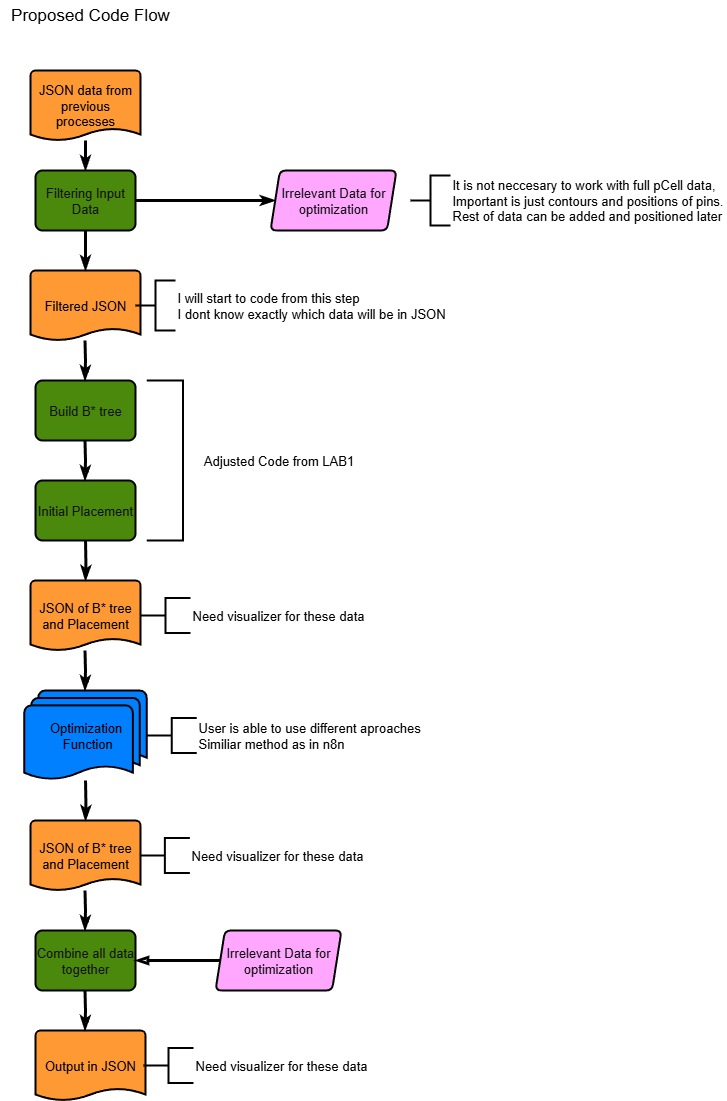 Proposed Code Flow
JSON data from
previous
processes
Filtering Input
Data
Irrelevant Data for
optimization
It is not neccesary to work with full pCell data,
Important is just contours and positions of pins.
Rest of data can be added and positioned later
Filtered JSON
I will start to code from this step
I dont know exactly which data will be in JSON
Build B* tree
Adjusted Code from LAB1
Initial Placement
JSON of B* tree
and Placement
Need visualizer for these data
Optimization
Function
User is able to use different aproaches
Similiar method as in n8n
JSON of B* tree
and Placement
Need visualizer for these data
Combine all data
together
Irrelevant Data for
optimization
Output in JSON
Need visualizer for these data